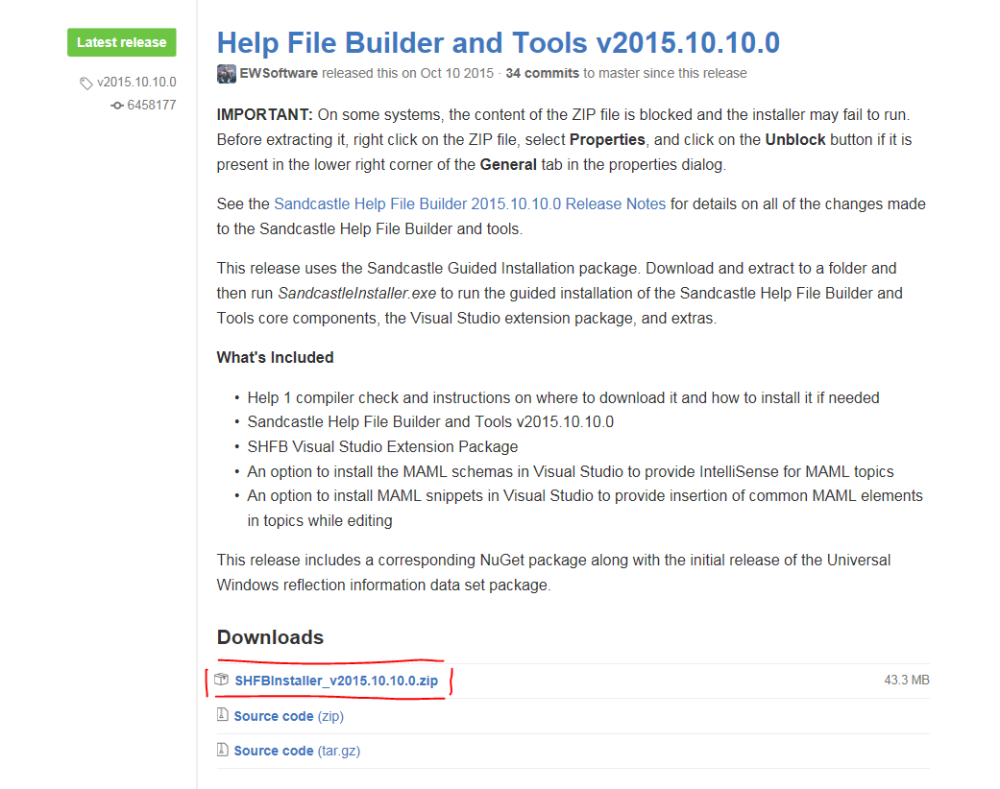 Latest release
v2015.10.10.0
6458177
Help File Builder and Tools v2015.10.10.0
EWSoftware released this on Oct 10 2015 · 34 commits to master since this release
IMPORTANT: On some systems, the content of the ZIP file is blocked and the installer may fail to run.
Before extracting it, right click on the ZIP file, select Properties, and click on the Unblock button if it is
present in the lower right corner of the General tab in the properties dialog.
See the Sandcastle Help File Builder 2015.10.10.0 Release Notes for details on all of the changes made
to the Sandcastle Help File Builder and tools.
This release uses the Sandcastle Guided Installation package. Download and extract to a folder and
then run SandcastleInstaller.exe to run the guided installation of the Sandcastle Help File Builder and
Tools core components, the Visual Studio extension package, and extras.
What's Included
• Help 1 compiler check and instructions on where to download it and how to install it if needed
• Sandcastle Help File Builder and Tools v2015.10.10.0
• SHFB Visual Studio Extension Package
• An option to install the MAML schemas in Visual Studio to provide IntelliSense for MAML topics
• An option to install MAML snippets in Visual Studio to provide insertion of common MAML elements
in topics while editing
This release includes a corresponding NuGet package along with the initial release of the Universal
Windows reflection information data set package.
Downloads
SHFBInstaller_v2015.10.10.0.zip 43.3 MB
Source code (zip)
Source code (tar.gz)